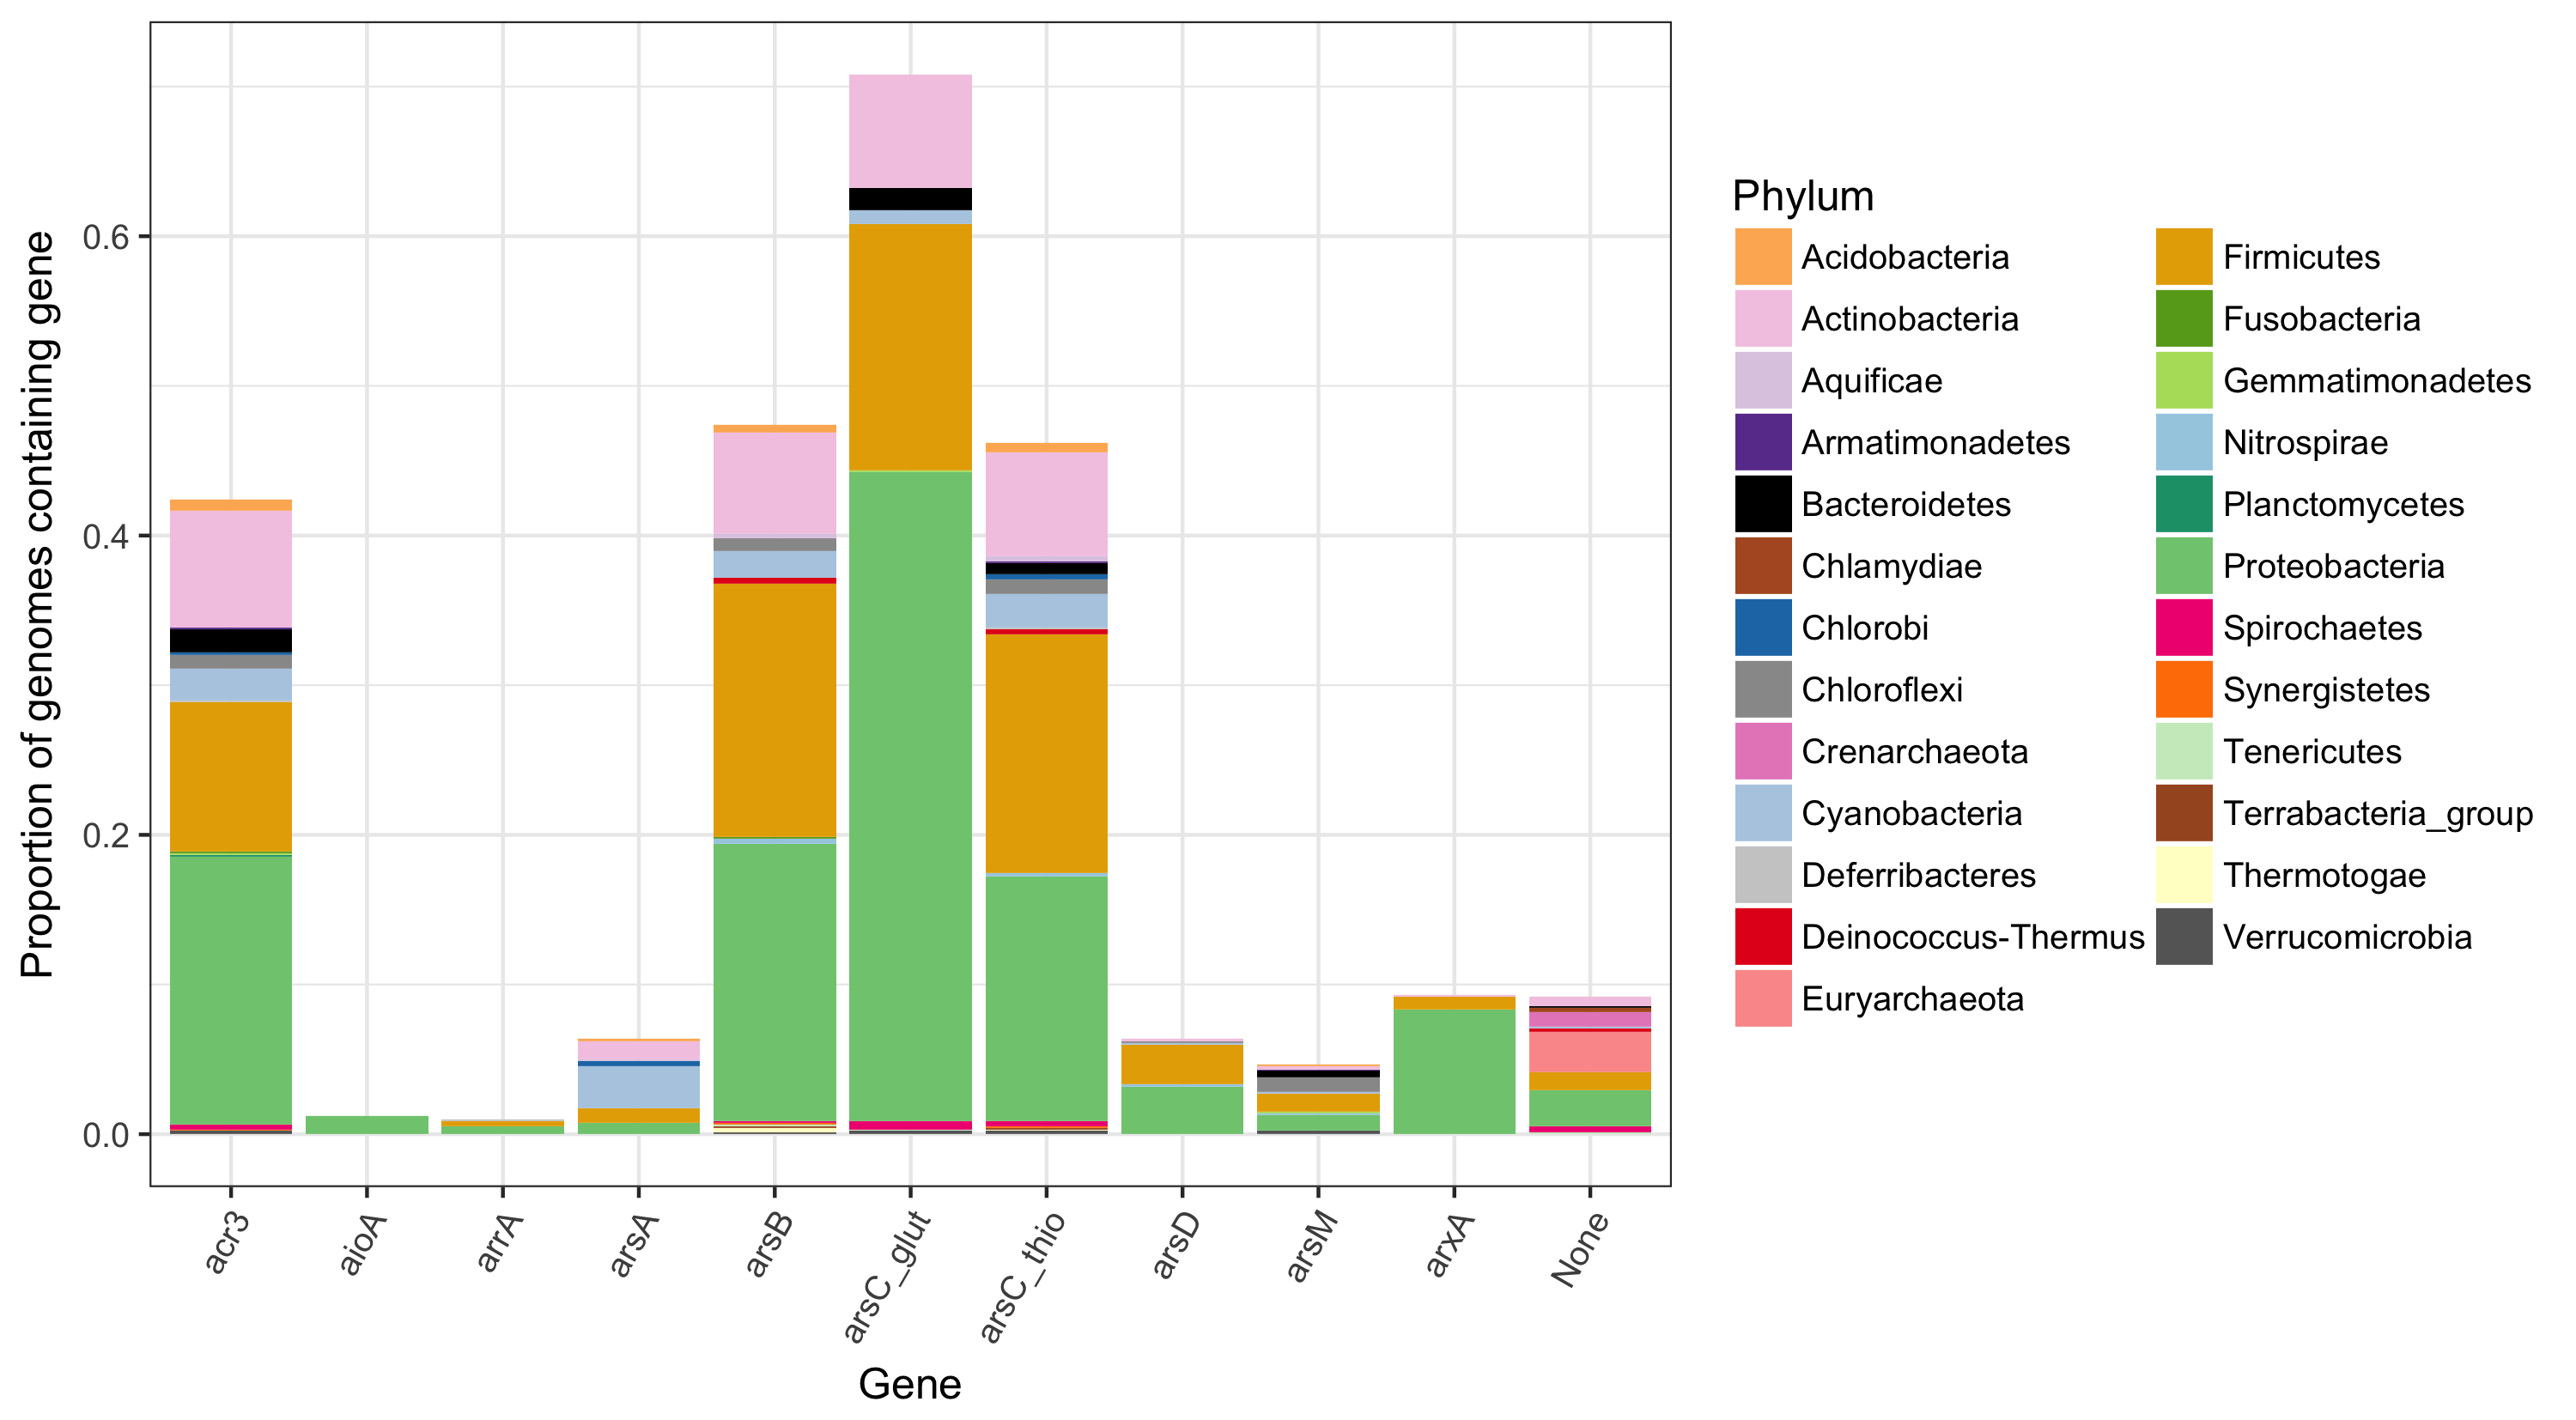 Proportion of genomes containing gene
0.6
0.4
0.2
0.0
acr3
aioA
arrA
arsA
arsB
arsC_glut
arsC_thio
arsD
arsM
arxA
None
Gene
Phylum
Acidobacteria
Actinobacteria
Aquificae
Armatimonadetes
Bacteroidetes
Chlamydiae
Chlorobi
Chloroflexi
Crenarchaeota
Cyanobacteria
Deferribacteres
Deinococcus-Thermus
Euryarchaeota
Firmicutes
Fusobacteria
Gemmatimonadetes
Nitrospirae
Planctomycetes
Proteobacteria
Spirochaetes
Synergistetes
Tenericutes
Terrabacteria_group
Thermotogae
Verrucomicrobia